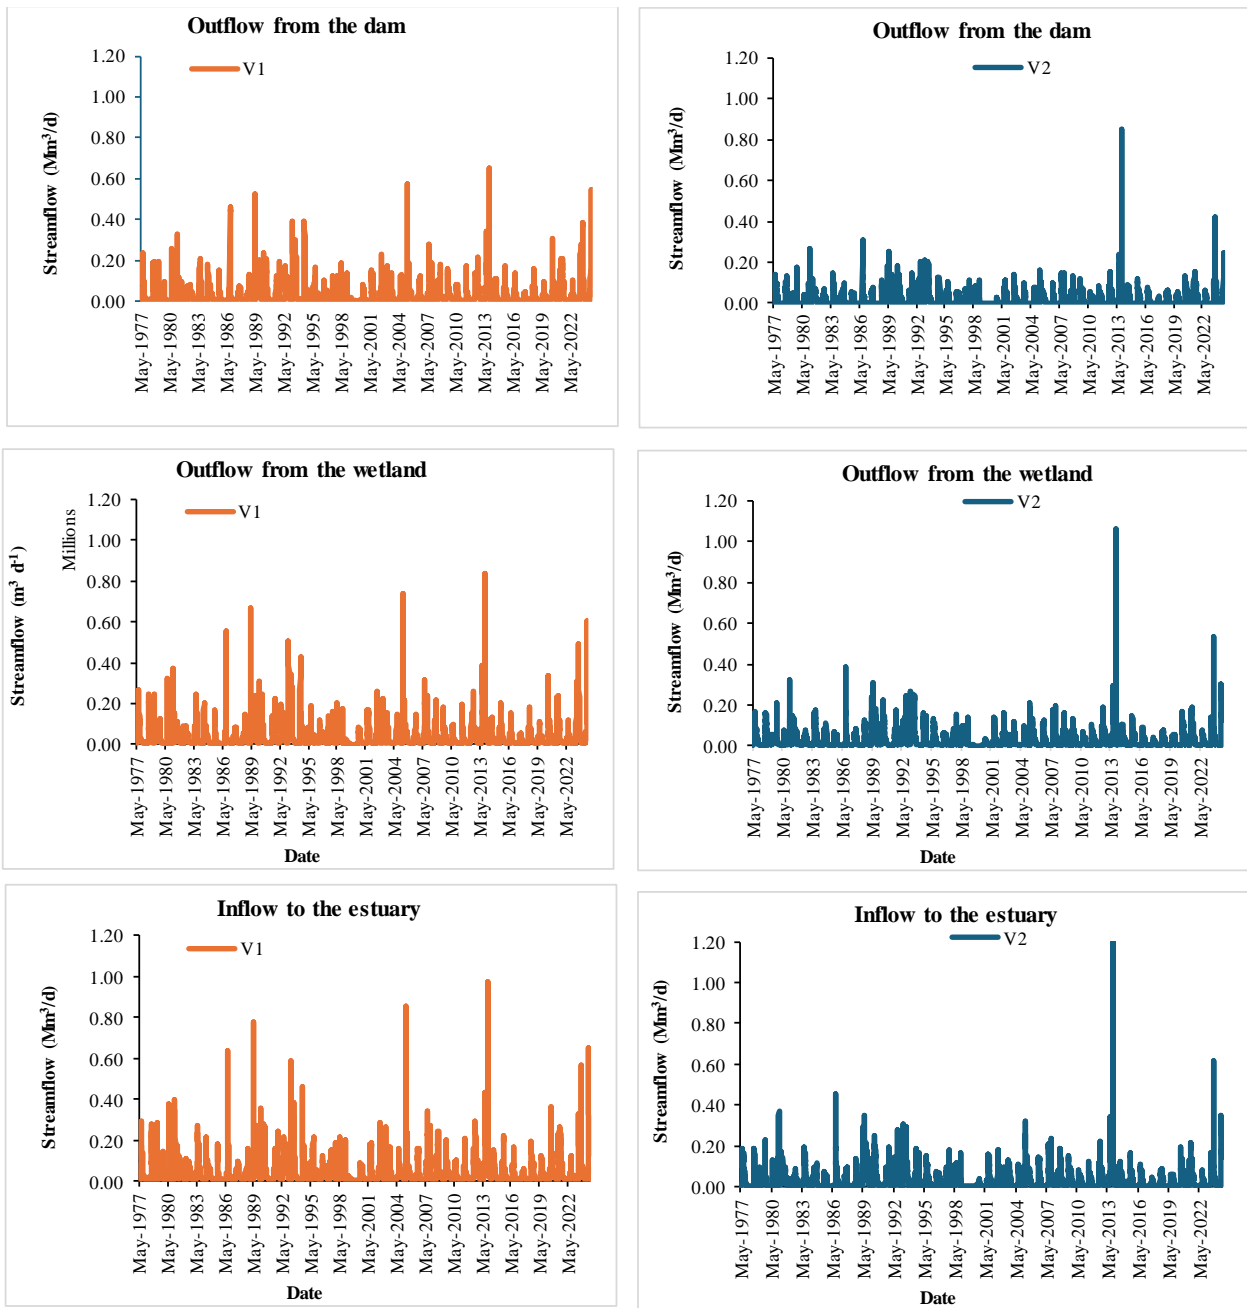 Outflow from the dam
V1
Streamflow (Mm³/d)
1.20
1.00
0.80
0.60
0.40
0.20
0.00
May-1977
May-1980
May-1983
May-1986
May-1989
May-1992
May-1995
May-1998
May-2001
May-2004
May-2007
May-2010
May-2013
May-2016
May-2019
May-2022
Outflow from the dam
V2
Streamflow (Mm³/d)
1.20
1.00
0.80
0.60
0.40
0.20
0.00
May-1977
May-1980
May-1983
May-1986
May-1989
May-1992
May-1995
May-1998
May-2001
May-2004
May-2007
May-2010
May-2013
May-2016
May-2019
May-2022
Outflow from the wetland
V1
Streamflow (m³ d⁻¹)
Millions
1.20
1.00
0.80
0.60
0.40
0.20
0.00
May-1977
May-1980
May-1983
May-1986
May-1989
May-1992
May-1995
May-1998
May-2001
May-2004
May-2007
May-2010
May-2013
May-2016
May-2019
May-2022
Date
Outflow from the wetland
V2
Streamflow (Mm³/d)
1.20
1.00
0.80
0.60
0.40
0.20
0.00
May-1977
May-1980
May-1983
May-1986
May-1989
May-1992
May-1995
May-1998
May-2001
May-2004
May-2007
May-2010
May-2013
May-2016
May-2019
May-2022
Date
Inflow to the estuary
V1
Streamflow (Mm³/d)
1.20
1.00
0.80
0.60
0.40
0.20
0.00
May-1977
May-1980
May-1983
May-1986
May-1989
May-1992
May-1995
May-1998
May-2001
May-2004
May-2007
May-2010
May-2013
May-2016
May-2019
May-2022
Date
Inflow to the estuary
V2
Streamflow (Mm³/d)
1.20
1.00
0.80
0.60
0.40
0.20
0.00
May-1977
May-1980
May-1983
May-1986
May-1989
May-1992
May-1995
May-1998
May-2001
May-2004
May-2007
May-2010
May-2013
May-2016
May-2019
May-2022
Date